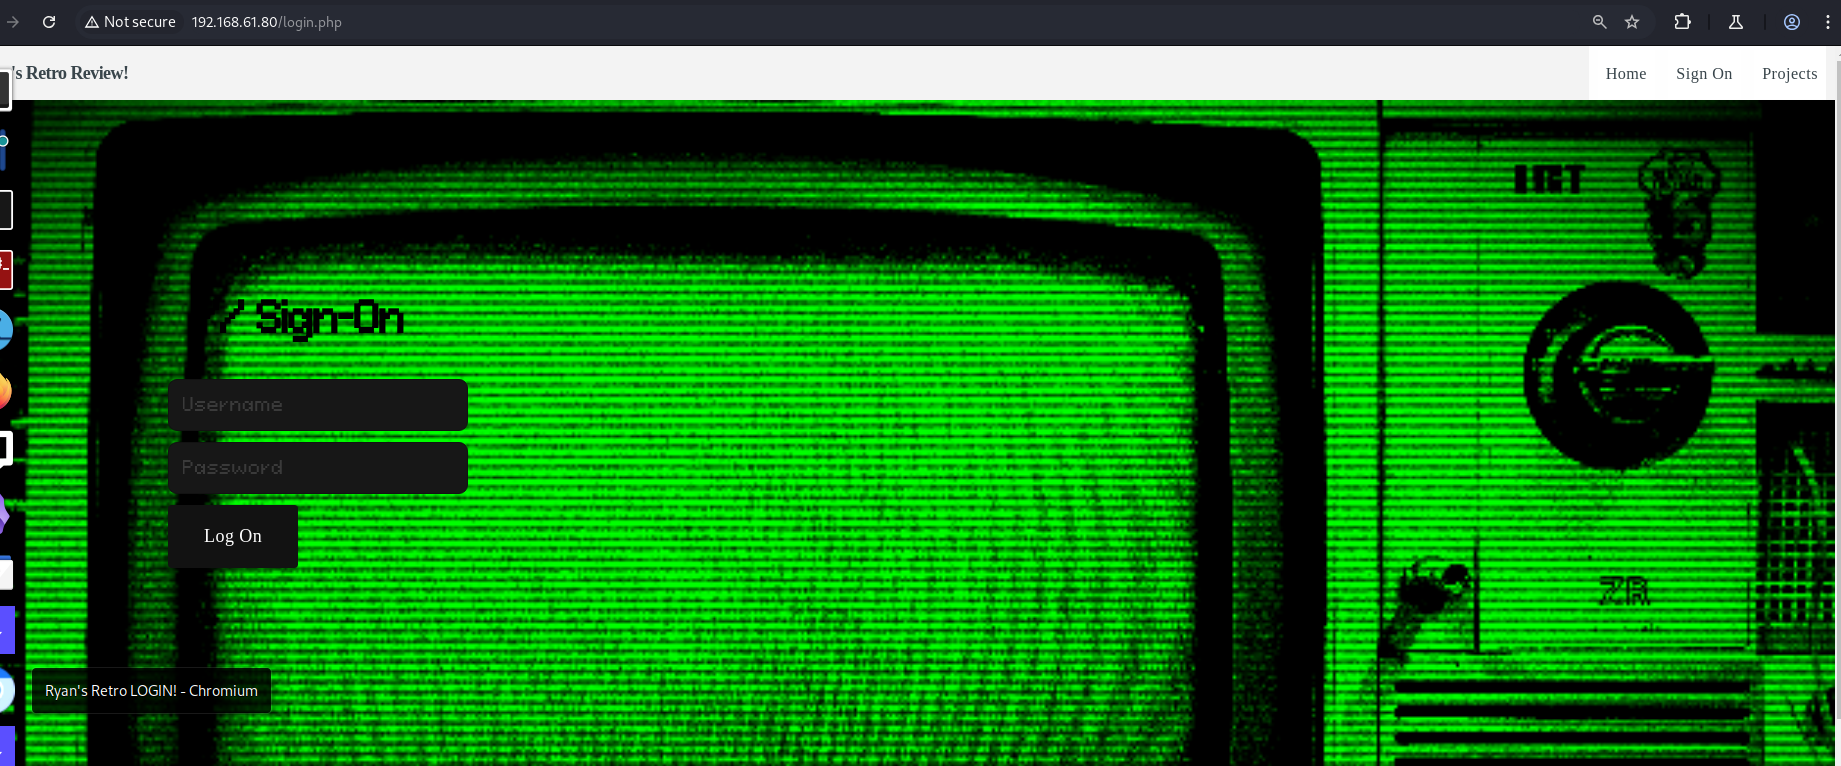 Not secure 192.168.61.80/login.php
's Retro Review!
Home Sign On Projects
/ Sign-On
Username
Password
Log On
ZR
Ryan's Retro LOGIN! - Chromium